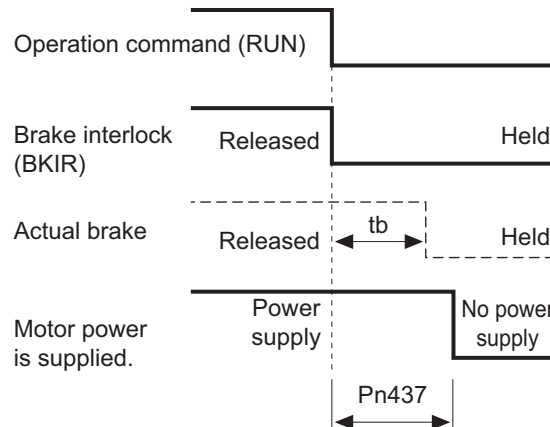 Operation command (RUN)
Brake interlock
(BKIR)
Released
Held
Actual brake
Released
tb
Held
Motor power
is supplied.
Power
supply
No power
supply
Pn437